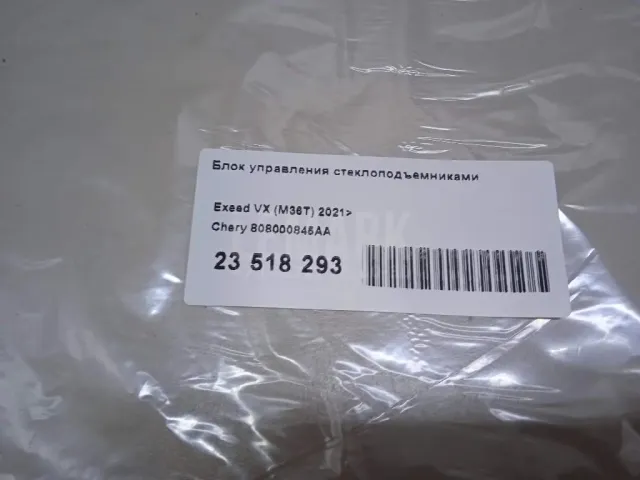 Блок управления стеклоподъемниками
Exeed VX (M36T) 2021>
Chery 808000845AA
23 518 293